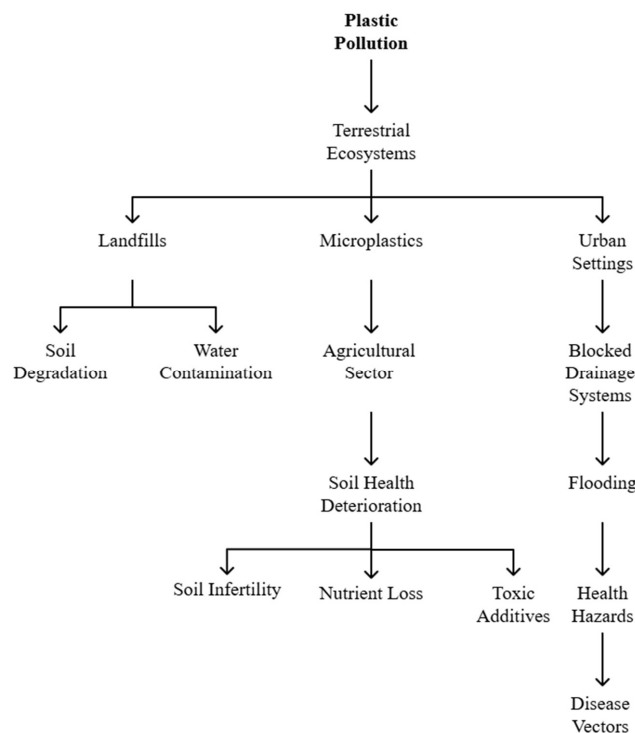 Plastic
Pollution
Terrestrial
Ecosystems
Landfills
Microplastics
Urban
Settings
Soil
Degradation
Water
Contamination
Agricultural
Sector
Blocked
Drainage
Systems
Soil Health
Deterioration
Flooding
Soil Infertility
Nutrient Loss
Toxic
Additives
Health
Hazards
Disease
Vectors